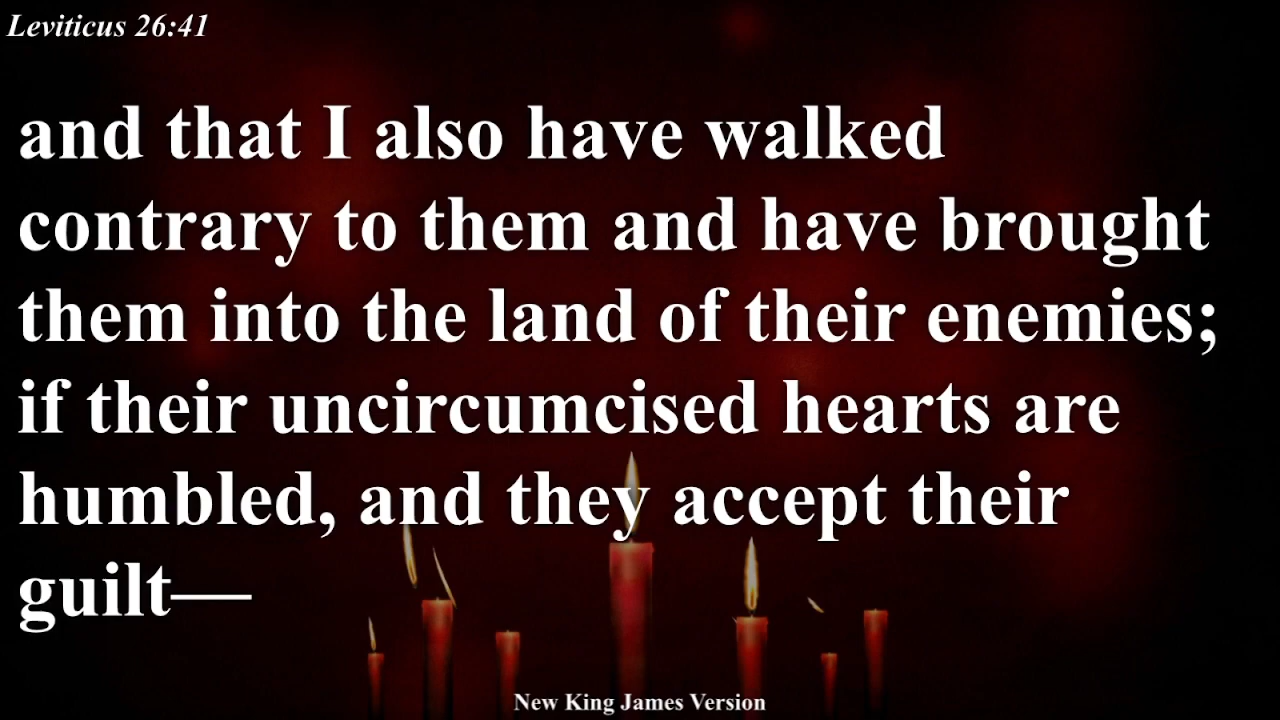 Leviticus 26:41
and that I also have walked
contrary to them and have brought
them into the land of their enemies;
if their uncircumcised hearts are
humbled, and they accept their
guilt—
New King James Version